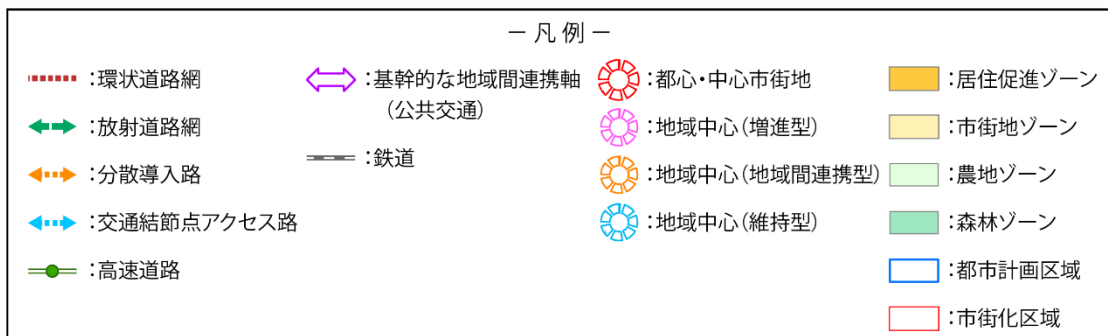 －凡例－
：環状道路網
：放射道路網
：分散導入路
：交通結節点アクセス路
：高速道路
：基幹的な地域間連携軸
（公共交通）
：鉄道
：都心・中心市街地
：地域中心（増進型）
：地域中心（地域間連携型）
：地域中心（維持型）
：居住促進ゾーン
：市街地ゾーン
：農地ゾーン
：森林ゾーン
：都市計画区域
：市街化区域